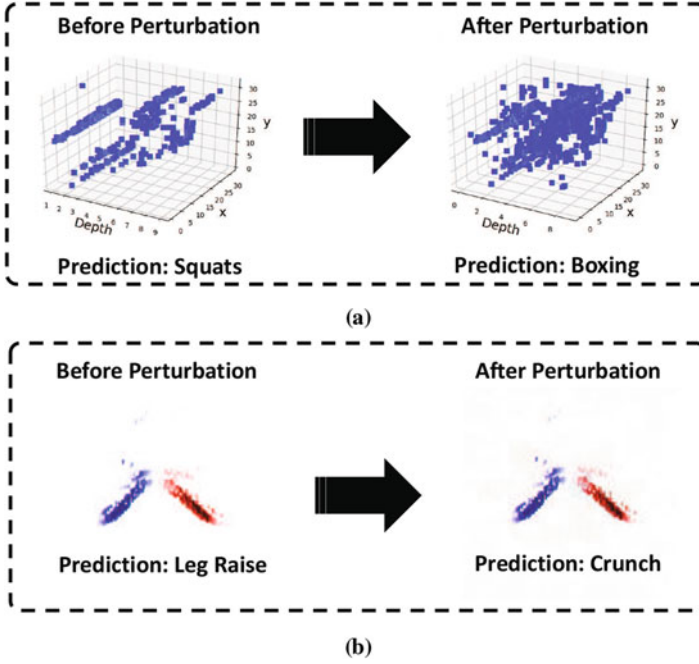 Before Perturbation
After Perturbation
30
25
20
15
10
5
0
y
30
25
20
15
10
5
0
x
1 2 3 4 5 6 7 8 9
Depth
30
25
20
15
10
5
0
y
30
25
20
15
10
5
0
x
0 2 4 6 8
Depth
Prediction: Squats
Prediction: Boxing
(a)
Before Perturbation
After Perturbation
Prediction: Leg Raise
Prediction: Crunch
(b)